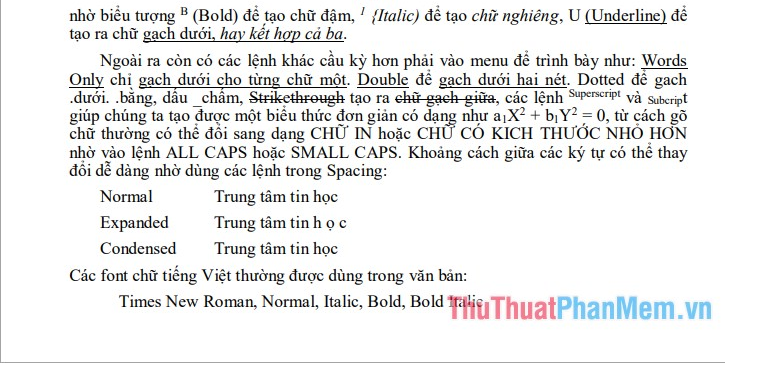 nhờ biểu tượng B (Bold) để tạo chữ đậm, I {Italic) để tạo chữ nghiêng, U (Underline) để
tạo ra chữ gạch dưới, hay kết hợp cả ba.
Ngoài ra còn có các lệnh khác cầu kỳ hơn phải vào menu để trình bày như: Words
Only chỉ gạch dưới cho từng chữ một. Double để gạch dưới hai nét. Dotted để gach
.dưới. .bằng, dấu _chấm, Strikethrough tạo ra chữ gạch giữa, các lệnh Superscript và Subcript
giúp chúng ta tạo được một biểu thức đơn giản có dạng như a₁X² + b₁Y² = 0, từ cách gõ
chữ thường có thể đổi sang dạng CHỮ IN hoặc CHỮ CÓ KICH THƯỚC NHỎ HƠN
nhờ vào lệnh ALL CAPS hoặc SMALL CAPS. Khoảng cách giữa các ký tự có thể thay
đổi dễ dàng nhờ dùng các lệnh trong Spacing:
Normal Trung tâm tin học
Expanded Trung tâm tin h ọ c
Condensed Trung tâm tin học
Các font chữ tiếng Việt thường được dùng trong văn bản:
Times New Roman, Normal, Italic, Bold, Bold Italic
ThuThuatPhanMem.vn